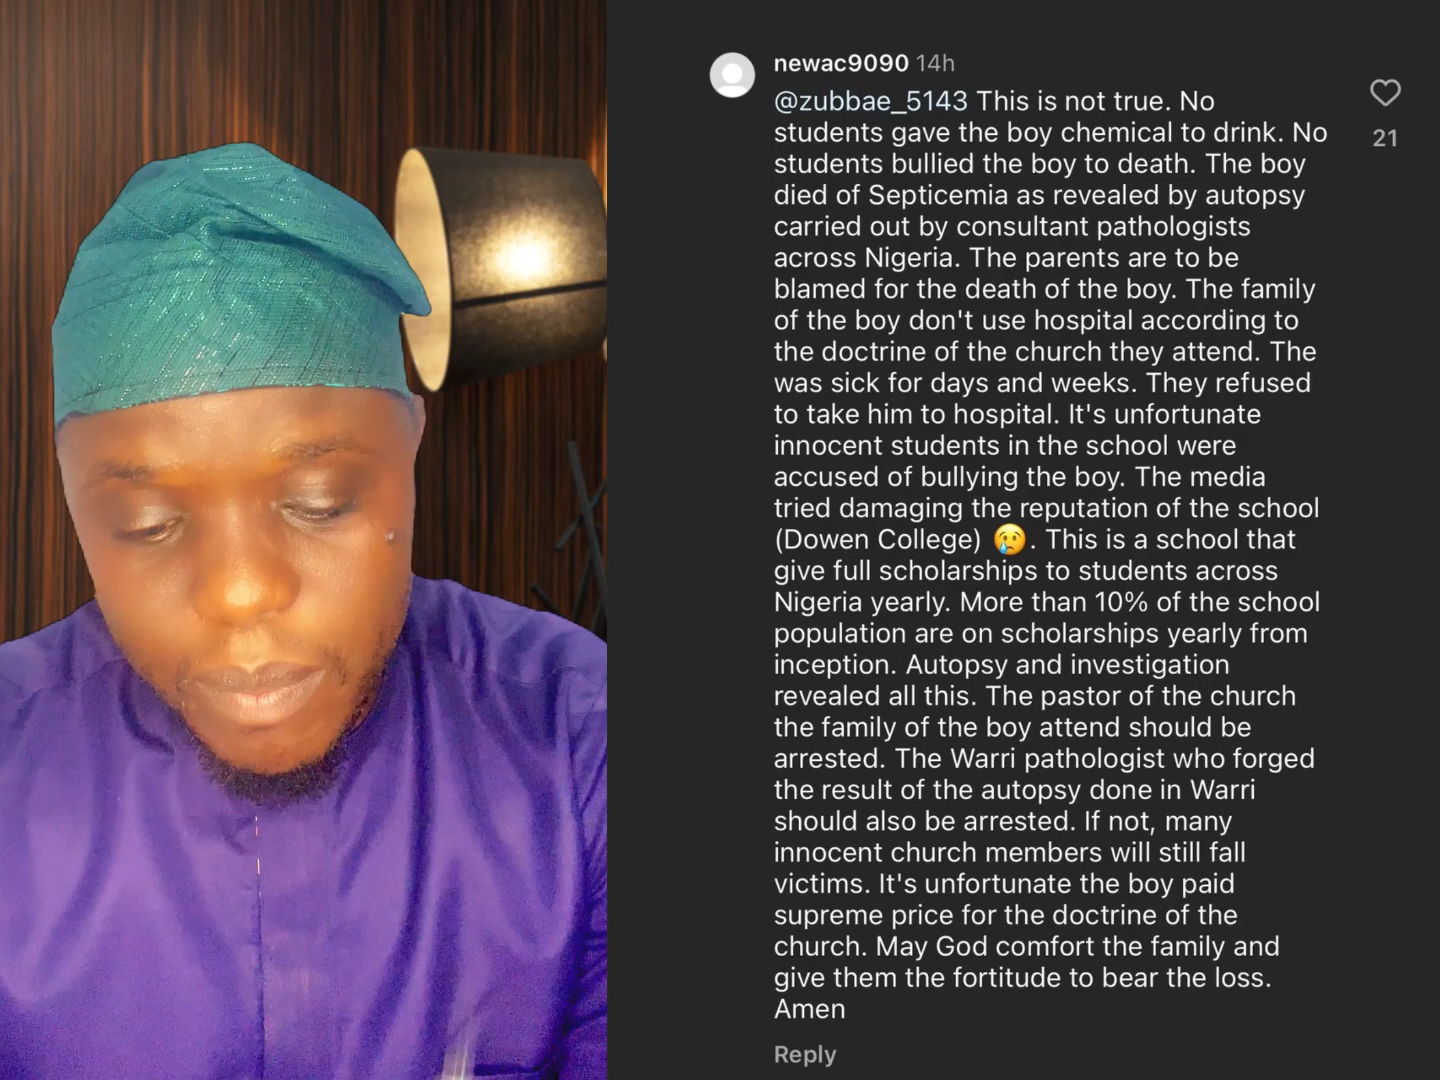 newac9090 14h
@zubbae_5143 This is not true. No
students gave the boy chemical to drink. No
students bullied the boy to death. The boy
died of Septicemia as revealed by autopsy
carried out by consultant pathologists
across Nigeria. The parents are to be
blamed for the death of the boy. The family
of the boy don't use hospital according to
the doctrine of the church they attend. The
was sick for days and weeks. They refused
to take him to hospital. It's unfortunate
innocent students in the school were
accused of bullying the boy. The media
tried damaging the reputation of the school
(Dowen College) 😢. This is a school that
give full scholarships to students across
Nigeria yearly. More than 10% of the school
population are on scholarships yearly from
inception. Autopsy and investigation
revealed all this. The pastor of the church
the family of the boy attend should be
arrested. The Warri pathologist who forged
the result of the autopsy done in Warri
should also be arrested. If not, many
innocent church members will still fall
victims. It's unfortunate the boy paid
supreme price for the doctrine of the
church. May God comfort the family and
give them the fortitude to bear the loss.
Amen
Reply
21